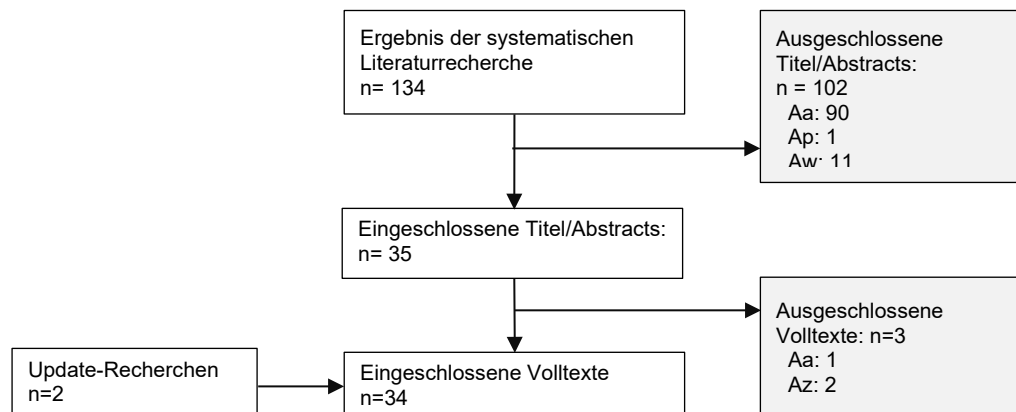 Ergebnis der systematischen
Literaturrecherche
n= 134
Ausgeschlossene
Titel/Abstracts:
n = 102
Aa: 90
Ap: 1
Aw: 11
Eingeschlossene Titel/Abstracts:
n= 35
Ausgeschlossene
Volltexte: n=3
Aa: 1
Az: 2
Update-Recherchen
n=2
Eingeschlossene Volltexte
n=34